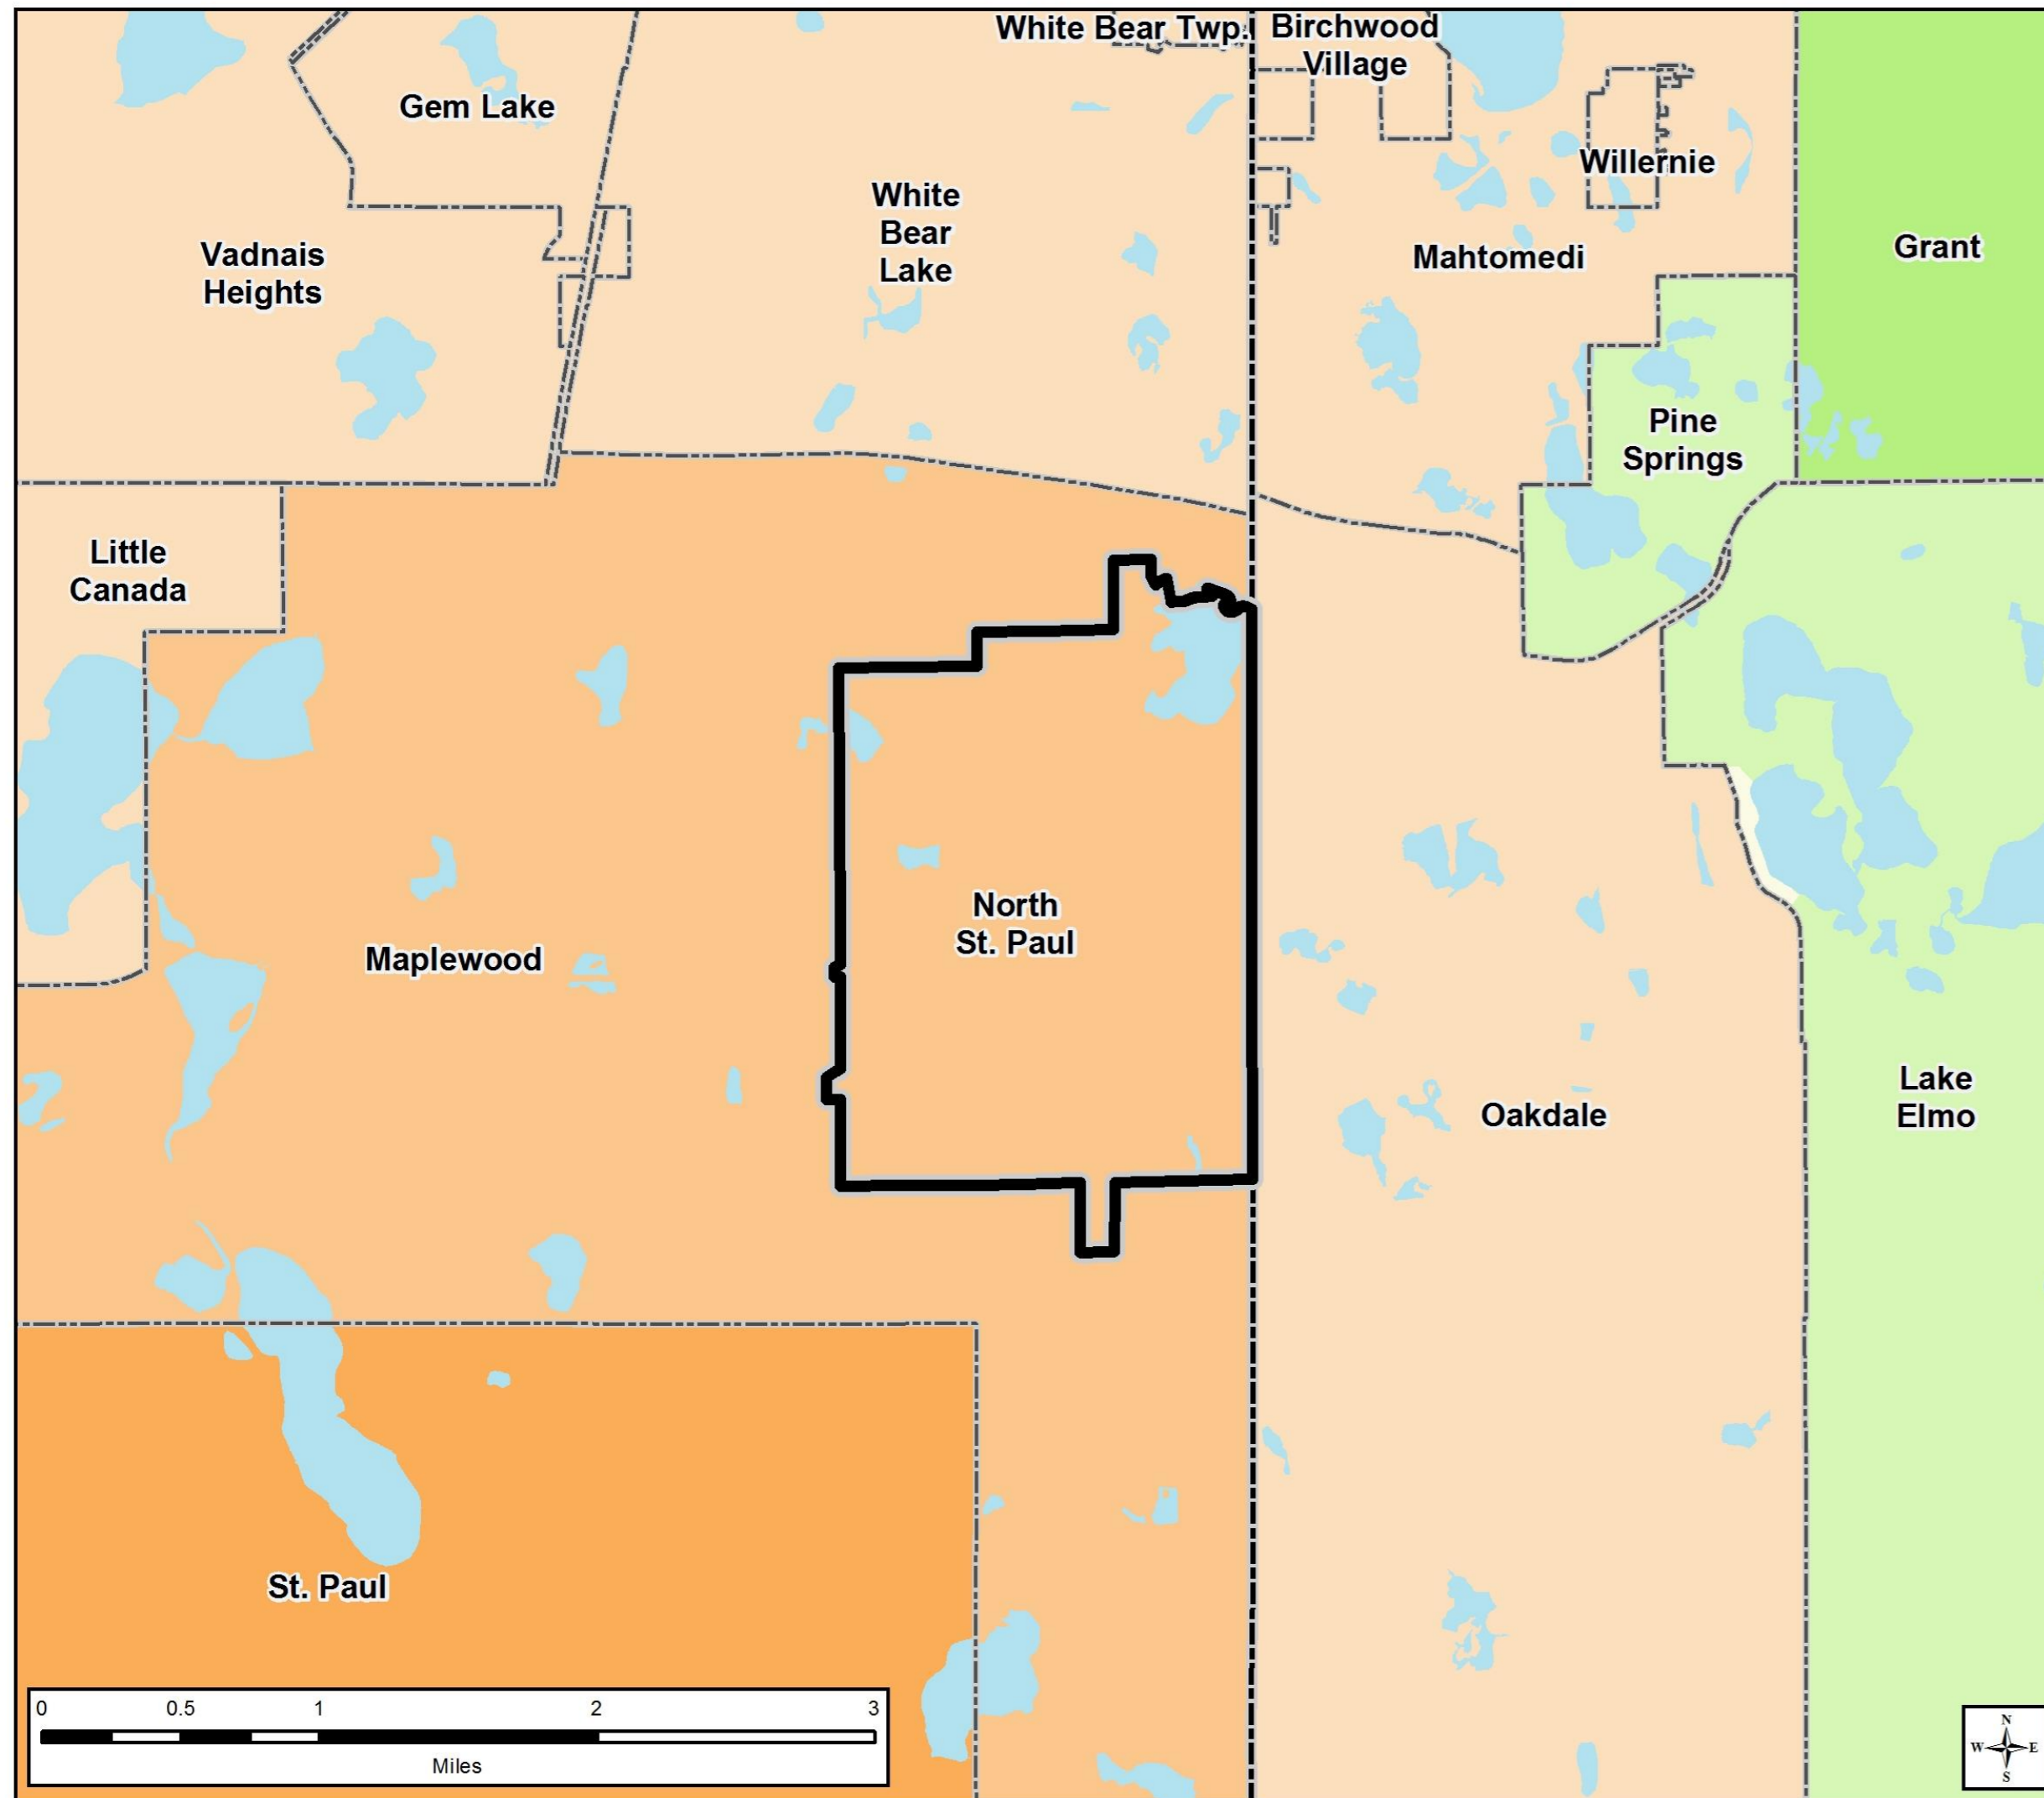 White Bear Twp.
Birchwood
Village
Gem Lake
Willernie
White
Bear
Lake
Vadnais
Heights
Mahtomedi
Grant
Pine
Springs
Little
Canada
North
St. Paul
Maplewood
Lake
Elmo
Oakdale
St. Paul
0 0.5 1 2 3
Miles
N
W E
S